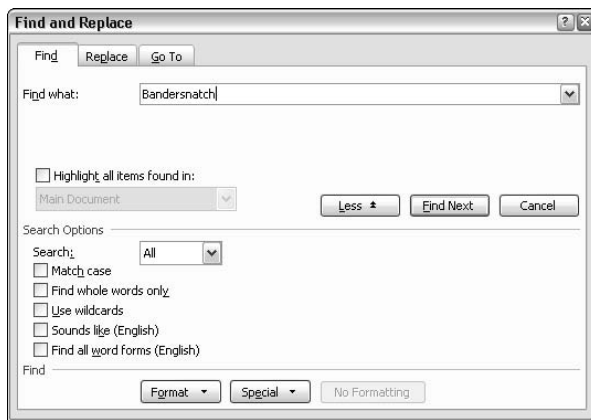 Find and Replace
Find Replace Go To
Find what: Bandersnatch
Highlight all items found in:
Main Document
Less Find Next Cancel
Search Options
Search: All
Match case
Find whole words only
Use wildcards
Sounds like (English)
Find all word forms (English)
Find
Format Special No Formatting